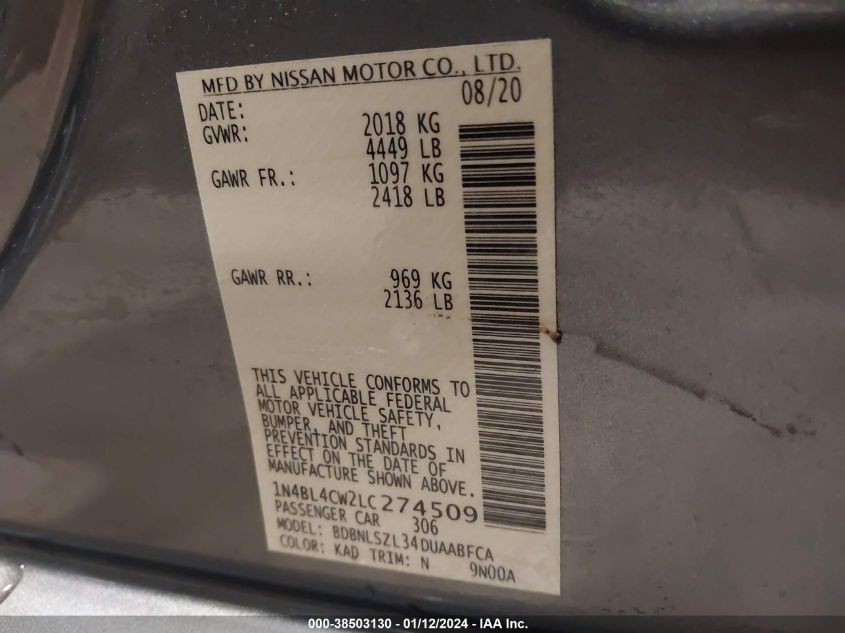 MFD BY NISSAN MOTOR CO., LTD.
DATE: 08/20
GVWR: 2018 KG
4449 LB
GAWR FR.: 1097 KG
2418 LB
GAWR RR.: 969 KG
2136 LB
THIS VEHICLE CONFORMS TO
ALL APPLICABLE FEDERAL
MOTOR VEHICLE SAFETY,
BUMPER, AND THEFT
PREVENTION STANDARDS IN
EFFECT ON THE DATE OF
MANUFACTURE SHOWN ABOVE.
1N4BL4CW2LC274509
PASSENGER CAR 306
MODEL: BDBNLSZL34DUAABFCA
COLOR: KAD TRIM: N 9N00A
000-38503130 - 01/12/2024 - IAA Inc.